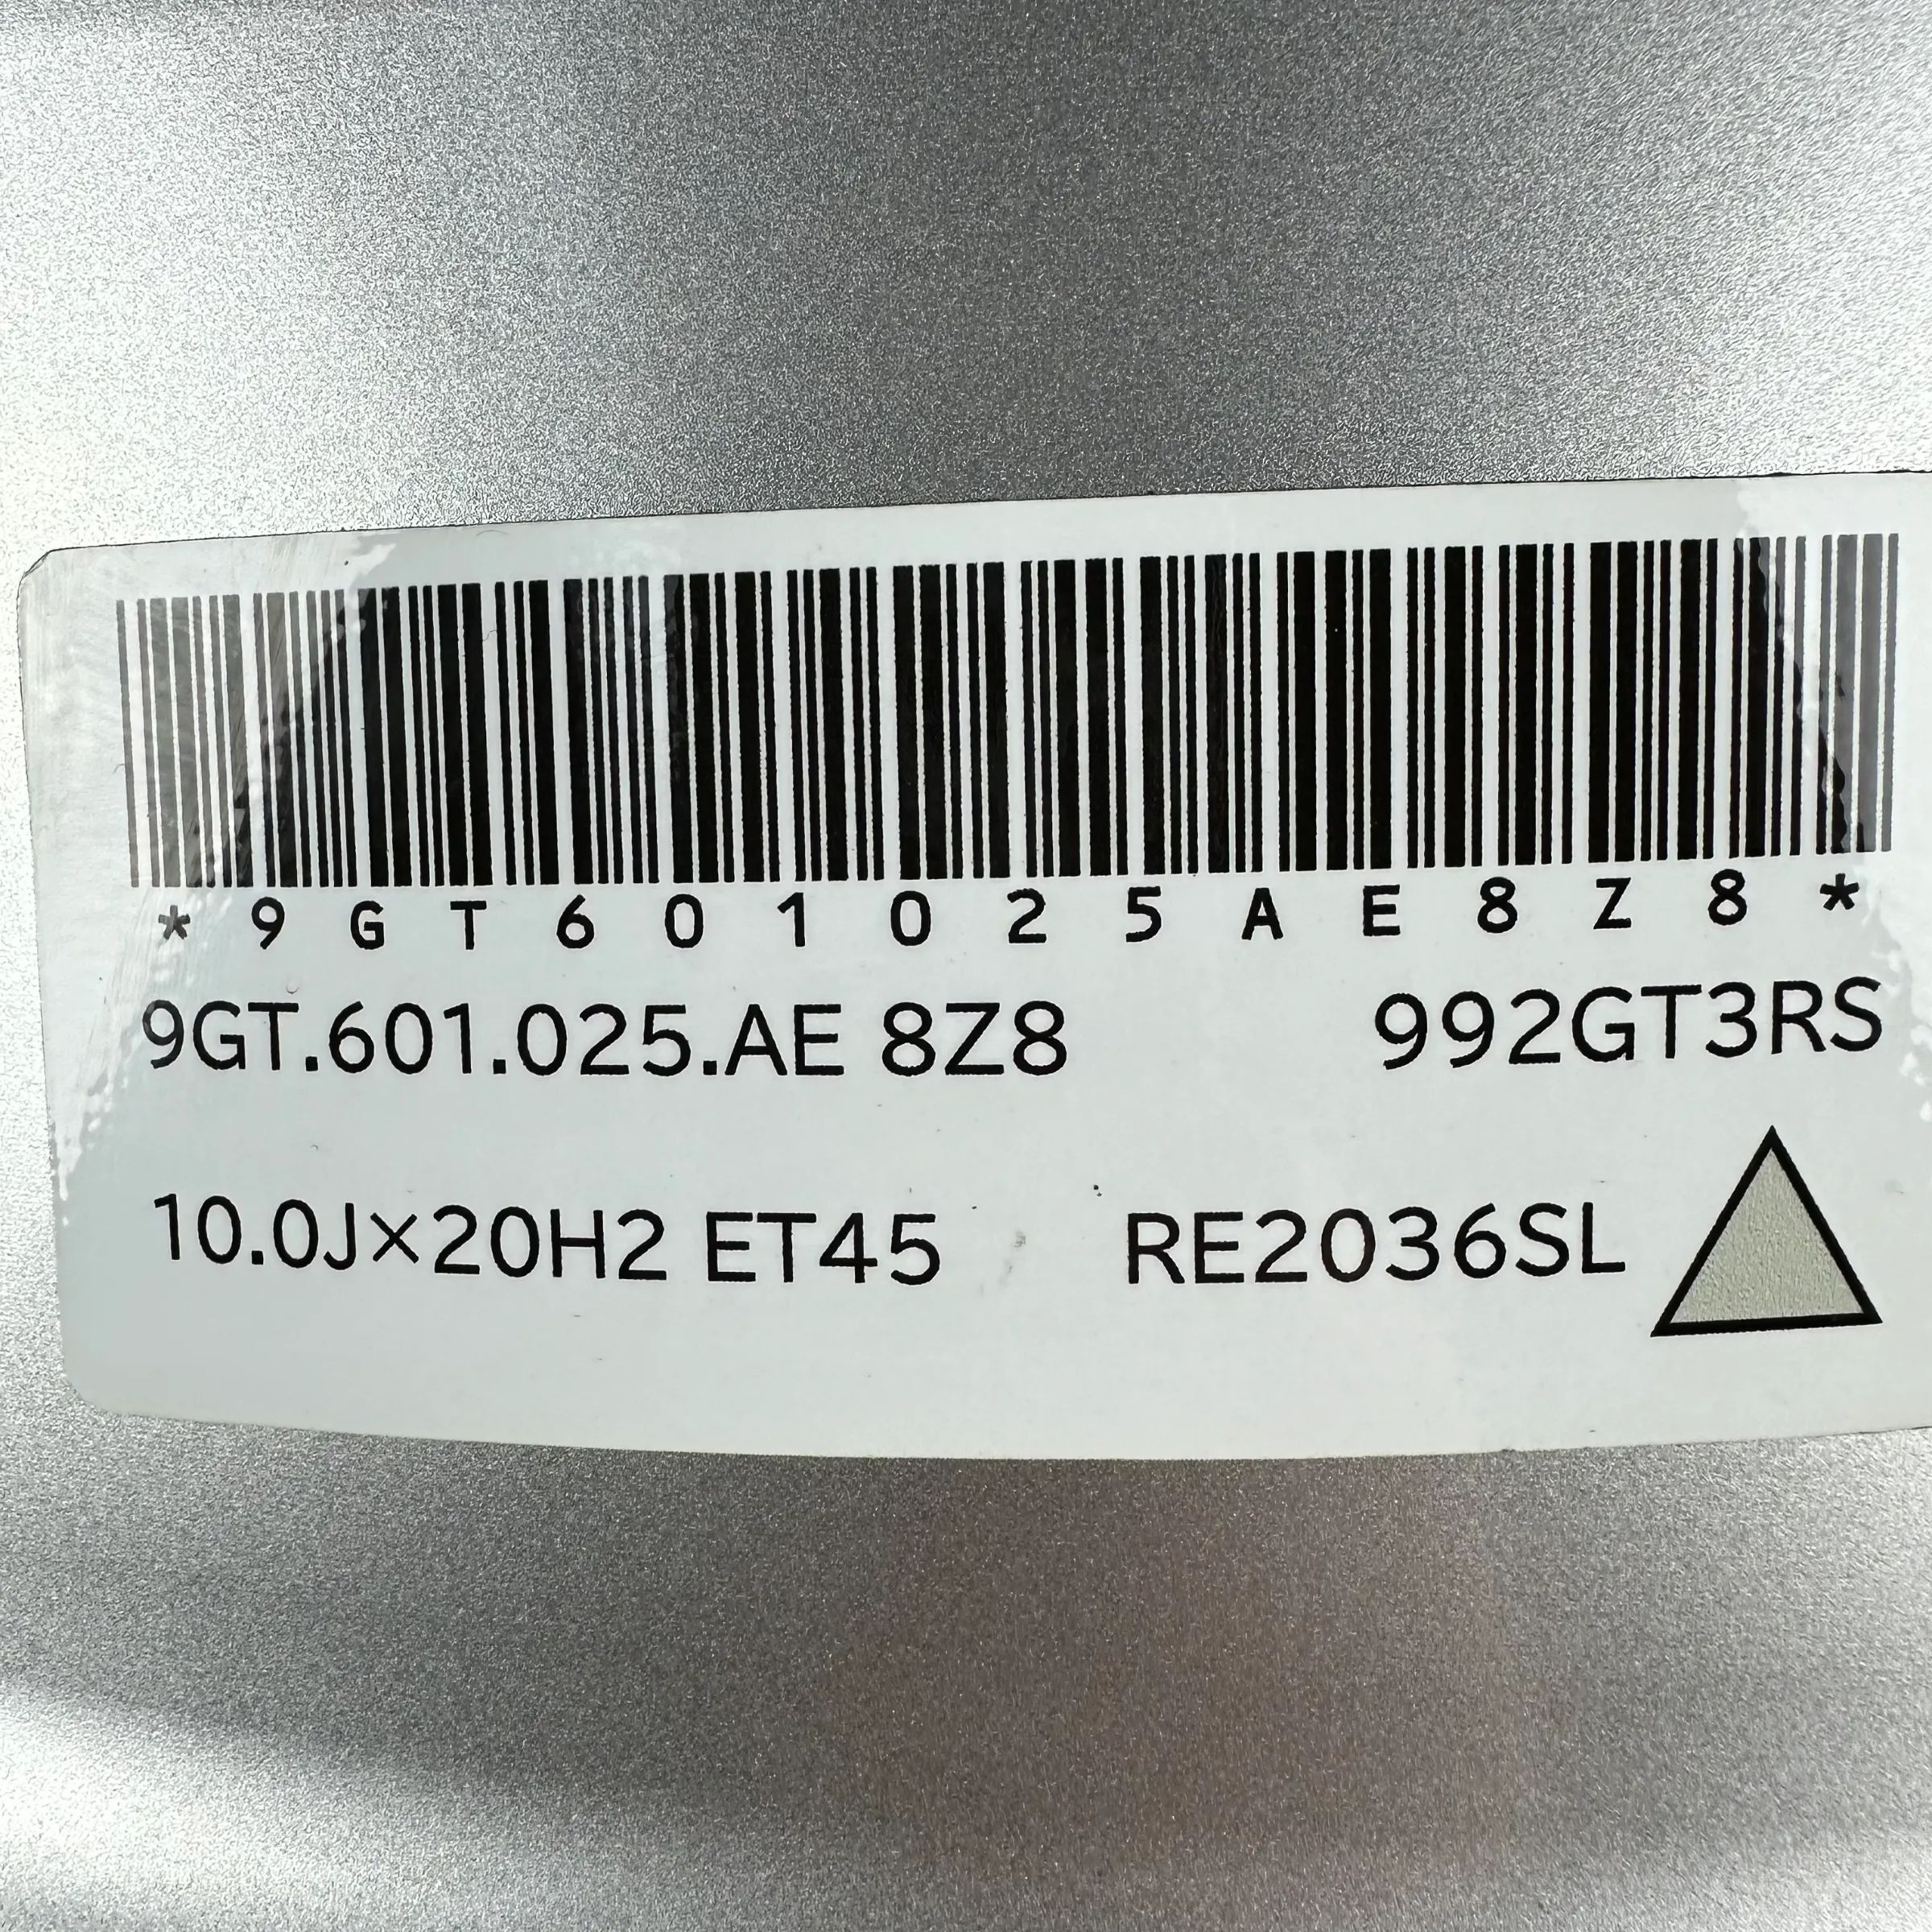 *9GT601025AE8Z8*
9GT.601.025.AE 8Z8 992GT3RS
10.0J×20H2 ET45 RE2036SL